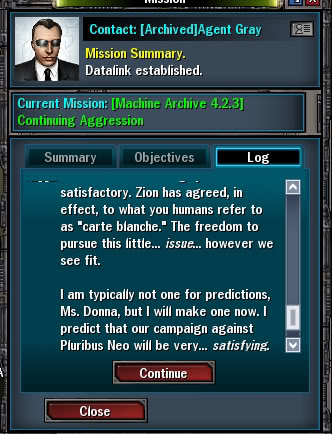 Mission
Contact: [Archived]Agent Gray
Mission Summary.
Datalink established.
Current Mission: [Machine Archive 4.2.3]
Continuing Aggression
Summary
Objectives
Log
satisfactory. Zion has agreed, in
effect, to what you humans refer to
as "carte blanche." The freedom to
pursue this little... issue... however we
see fit.
I am typically not one for predictions,
Ms. Donna, but I will make one now. I
predict that our campaign against
Pluribus Neo will be very... satisfying.
Continue
Close